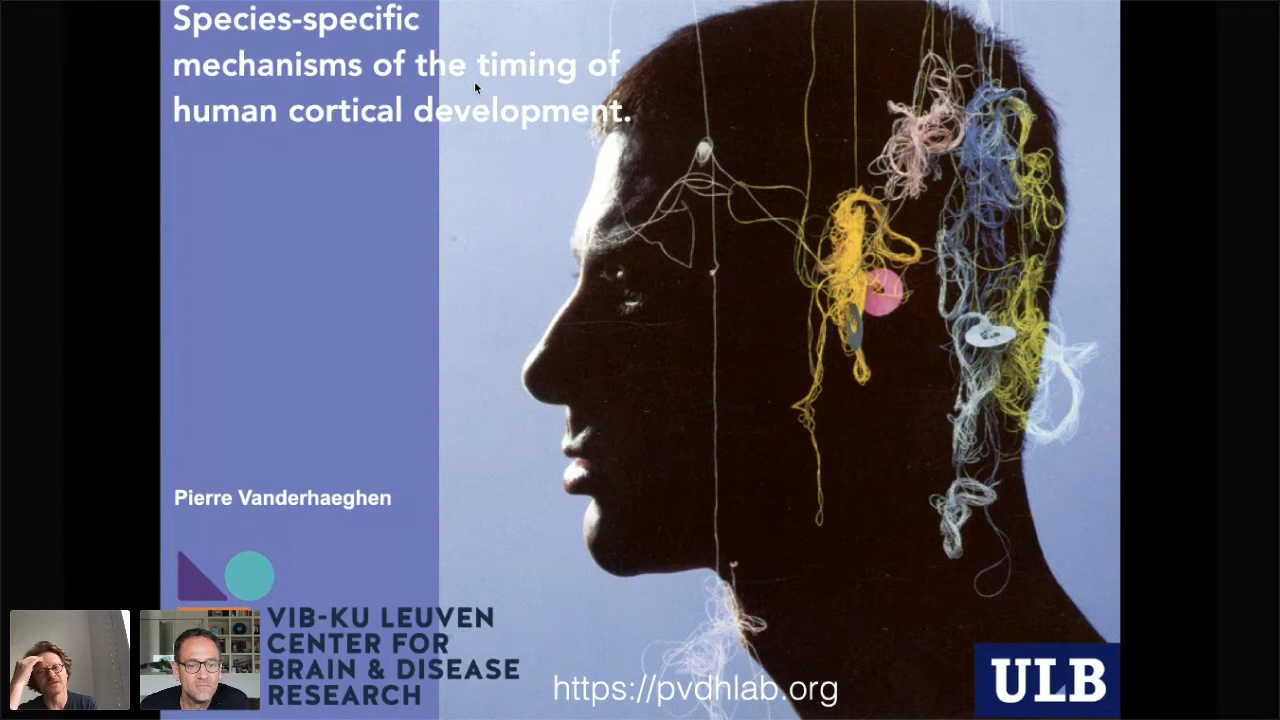 Species-specific
mechanisms of the timing of
human cortical development.
Pierre Vanderhaeghen
VIB-KU LEUVEN
CENTER FOR
BRAIN & DISEASE
RESEARCH
https://pvdhlab.org
ULB